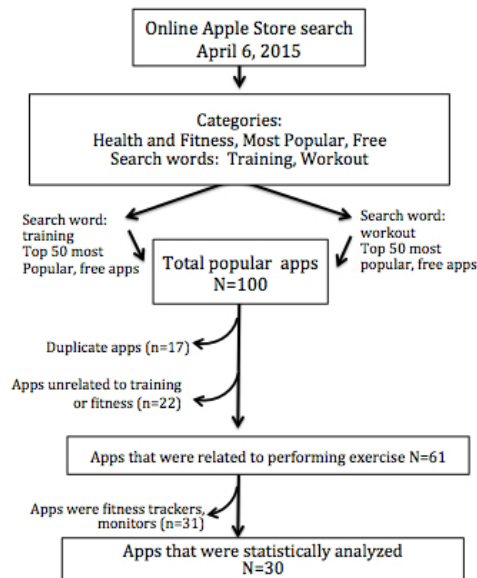 Online Apple Store search
April 6, 2015
Categories:
Health and Fitness, Most Popular, Free
Search words: Training, Workout
Search word:
training
Top 50 most
Popular, free apps
Search word:
workout
Top 50 most
popular, free apps
Total popular apps
N=100
Duplicate apps (n=17)
Apps unrelated to training
or fitness (n=22)
Apps that were related to performing exercise N=61
Apps were fitness trackers,
monitors (n=31)
Apps that were statistically analyzed
N=30